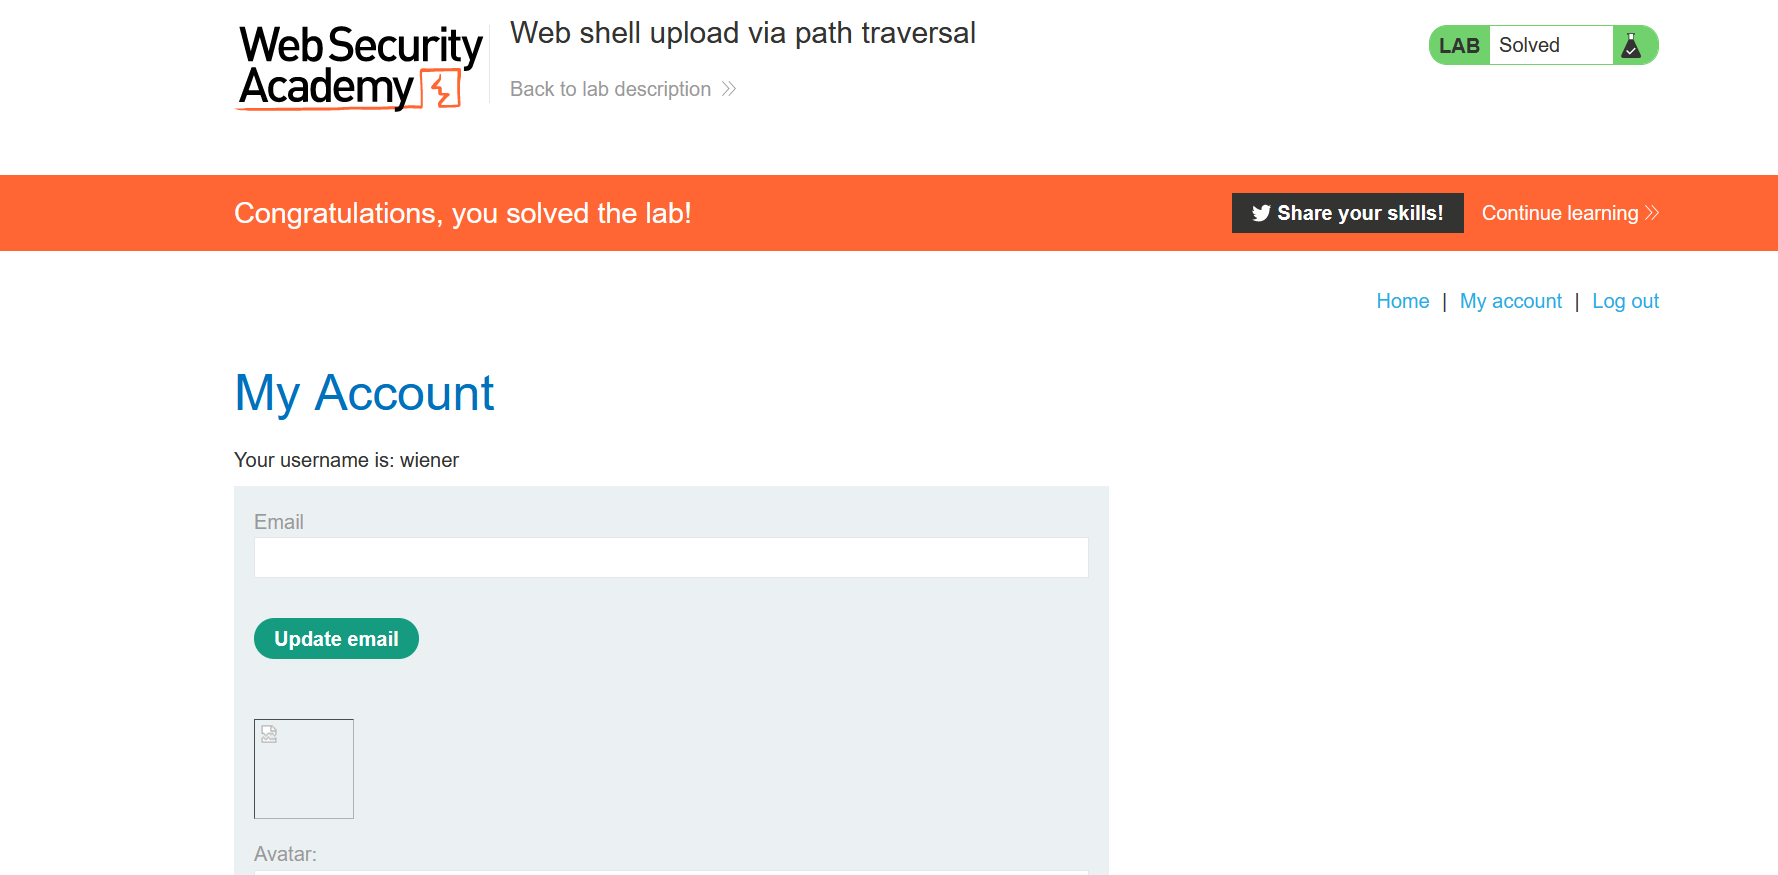 Web Security
Academy
Web shell upload via path traversal
Back to lab description
LAB Solved
Congratulations, you solved the lab!
Share your skills! Continue learning
Home | My account | Log out
My Account
Your username is: wiener
Email
Update email
Avatar: